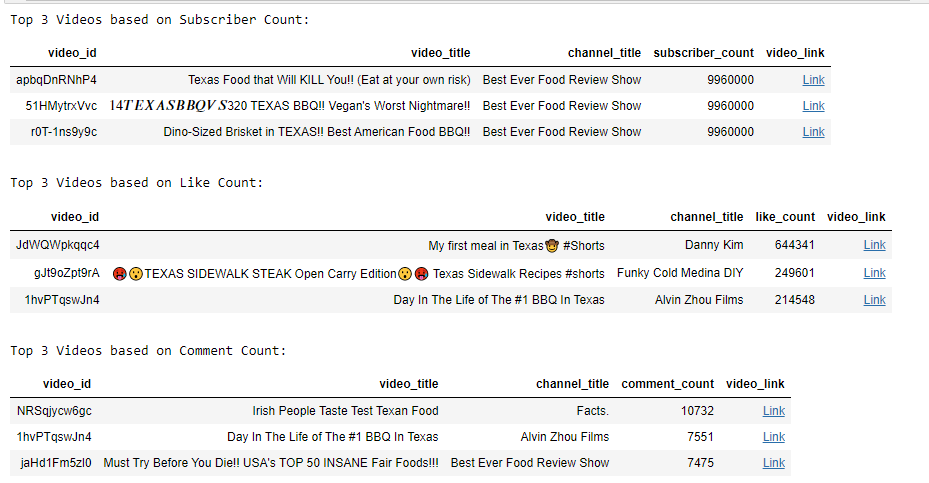 Top 3 Videos based on Subscriber Count:
video_id video_title channel_title subscriber_count video_link
apbqDnRNhP4 Texas Food that Will KILL You!! (Eat at your own risk) Best Ever Food Review Show 9960000 Link
51HMytrxVvc 14𝑇𝐸𝑋𝐴𝑆𝐵𝐵𝑄𝑉𝑆320 TEXAS BBQ!! Vegan's Worst Nightmare!! Best Ever Food Review Show 9960000 Link
r0T-1ns9y9c Dino-Sized Brisket in TEXAS!! Best American Food BBQ!! Best Ever Food Review Show 9960000 Link
Top 3 Videos based on Like Count:
video_id video_title channel_title like_count video_link
JdWQWpkqqc4 My first meal in Texas🤠 #Shorts Danny Kim 644341 Link
gJt9oZpt9rA 🥵😮TEXAS SIDEWALK STEAK Open Carry Edition😮🥵 Texas Sidewalk Recipes #shorts Funky Cold Medina DIY 249601 Link
1hvPTqswJn4 Day In The Life of The #1 BBQ In Texas Alvin Zhou Films 214548 Link
Top 3 Videos based on Comment Count:
video_id video_title channel_title comment_count video_link
NRSqjycw6gc Irish People Taste Test Texan Food Facts. 10732 Link
1hvPTqswJn4 Day In The Life of The #1 BBQ In Texas Alvin Zhou Films 7551 Link
jaHd1Fm5zI0 Must Try Before You Die!! USA's TOP 50 INSANE Fair Foods!!! Best Ever Food Review Show 7475 Link